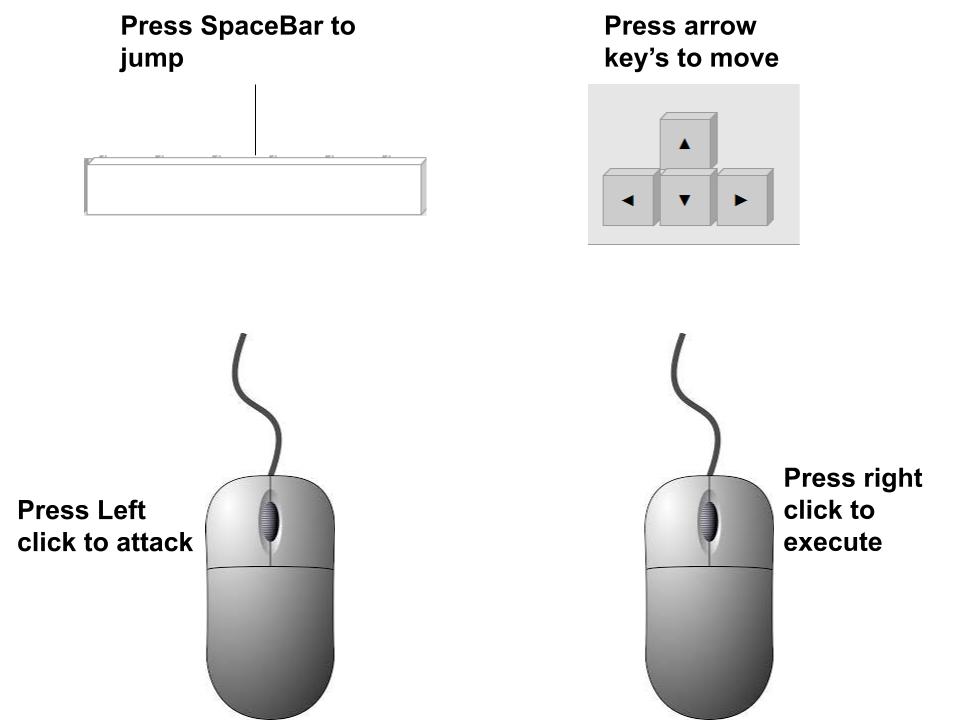 Press SpaceBar to
jump
Press arrow
key's to move
Press Left
click to attack
Press right
click to
execute